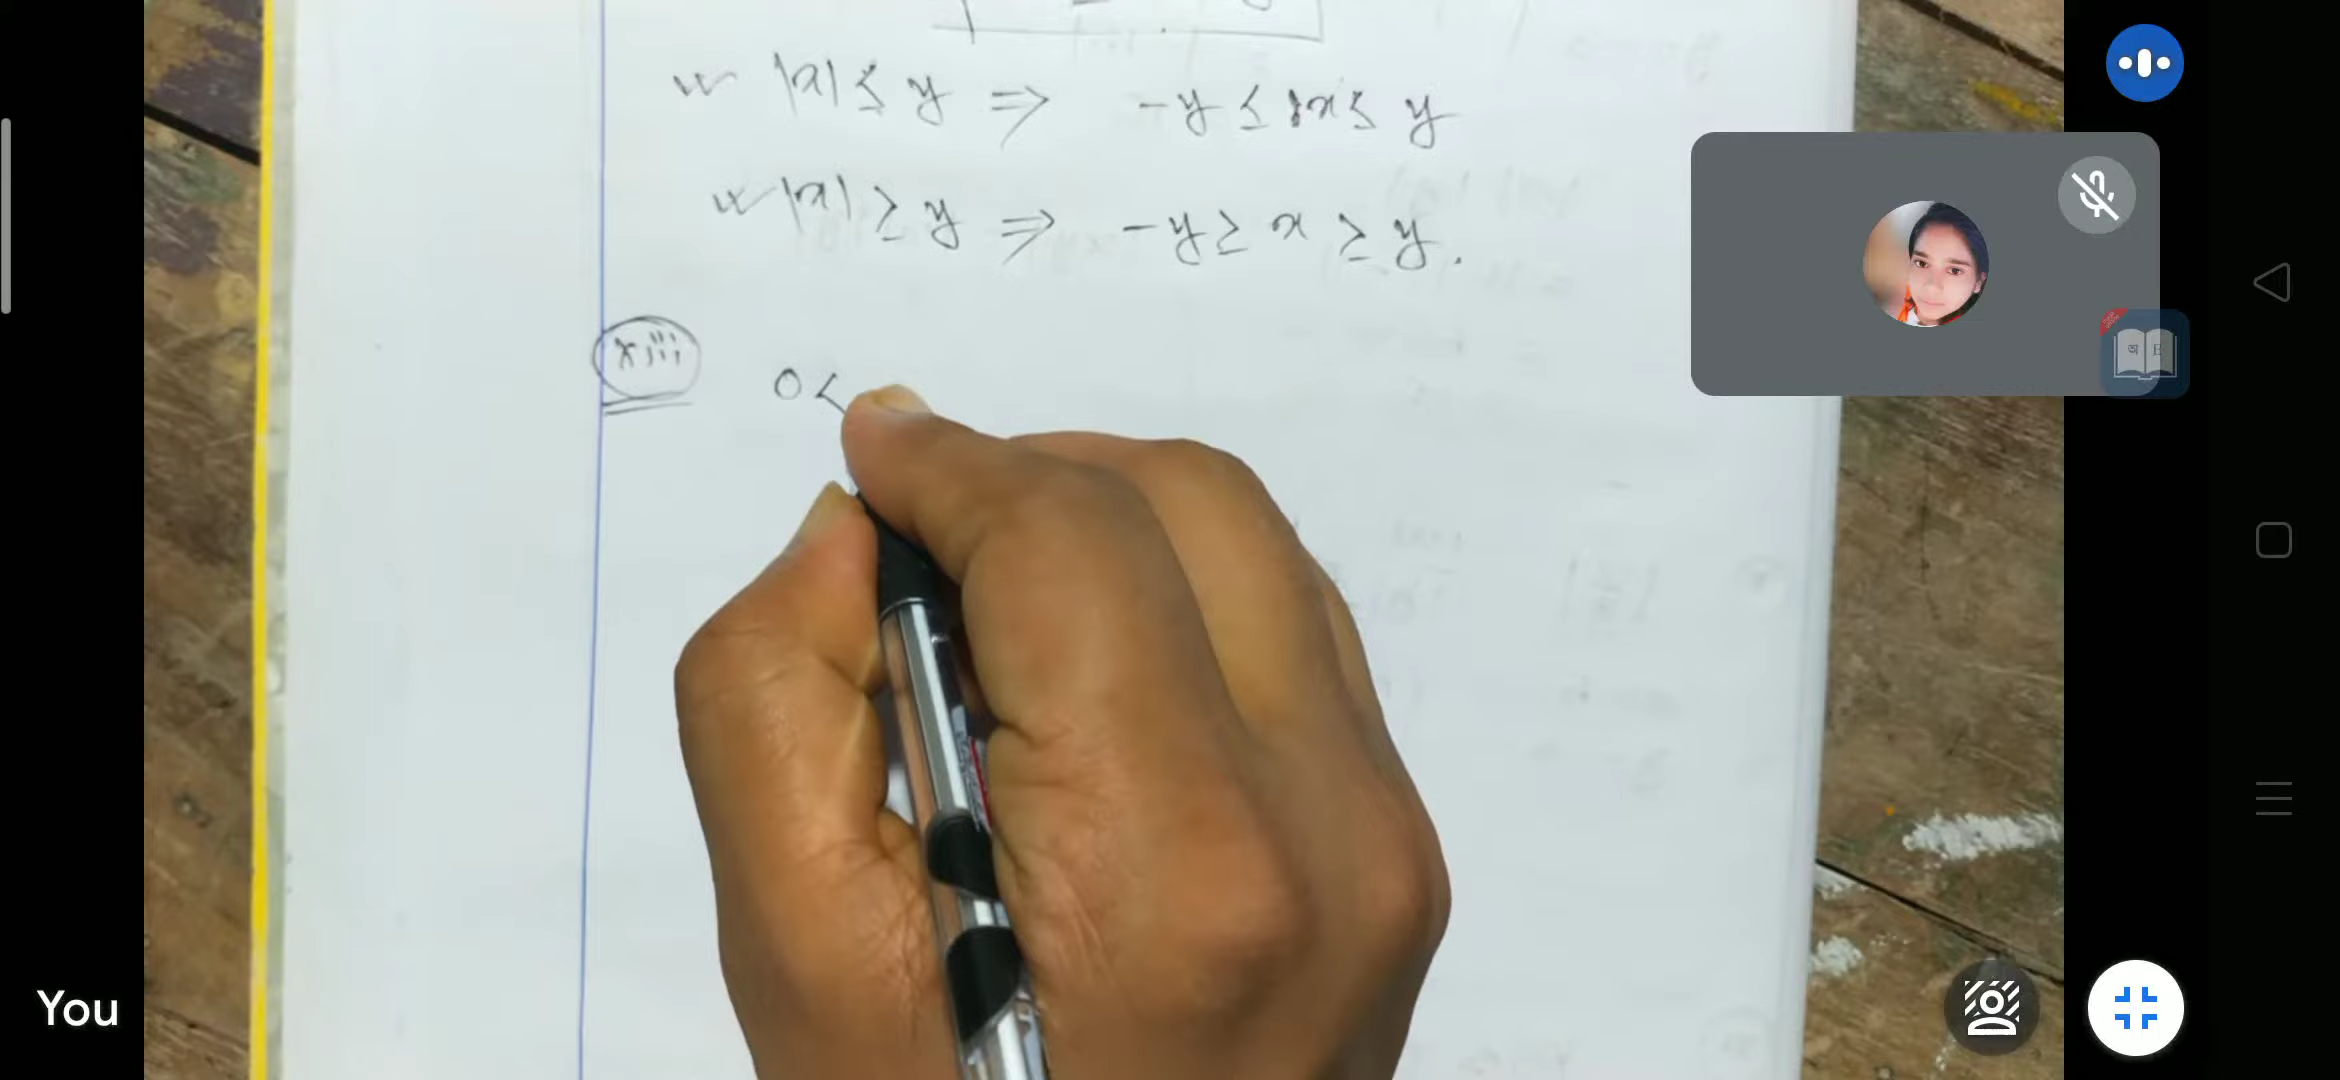 |x| ≤ y ⇒ -y ≤ x ≤ y
|x| ≥ y ⇒ -y ≥ x ≥ y.
xiii
0 <
You